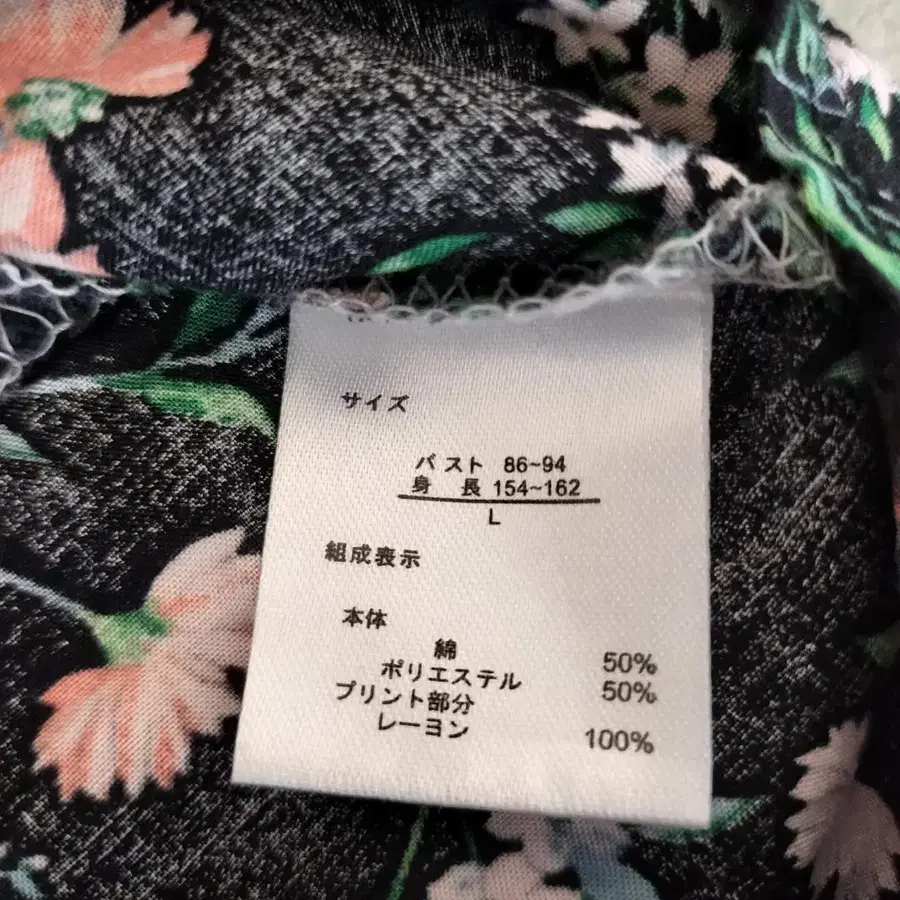 サイズ
バスト 86~94
身 長 154~162
L
組成表示
本体
綿 50%
ポリエステル 50%
プリント部分
レーヨン 100%